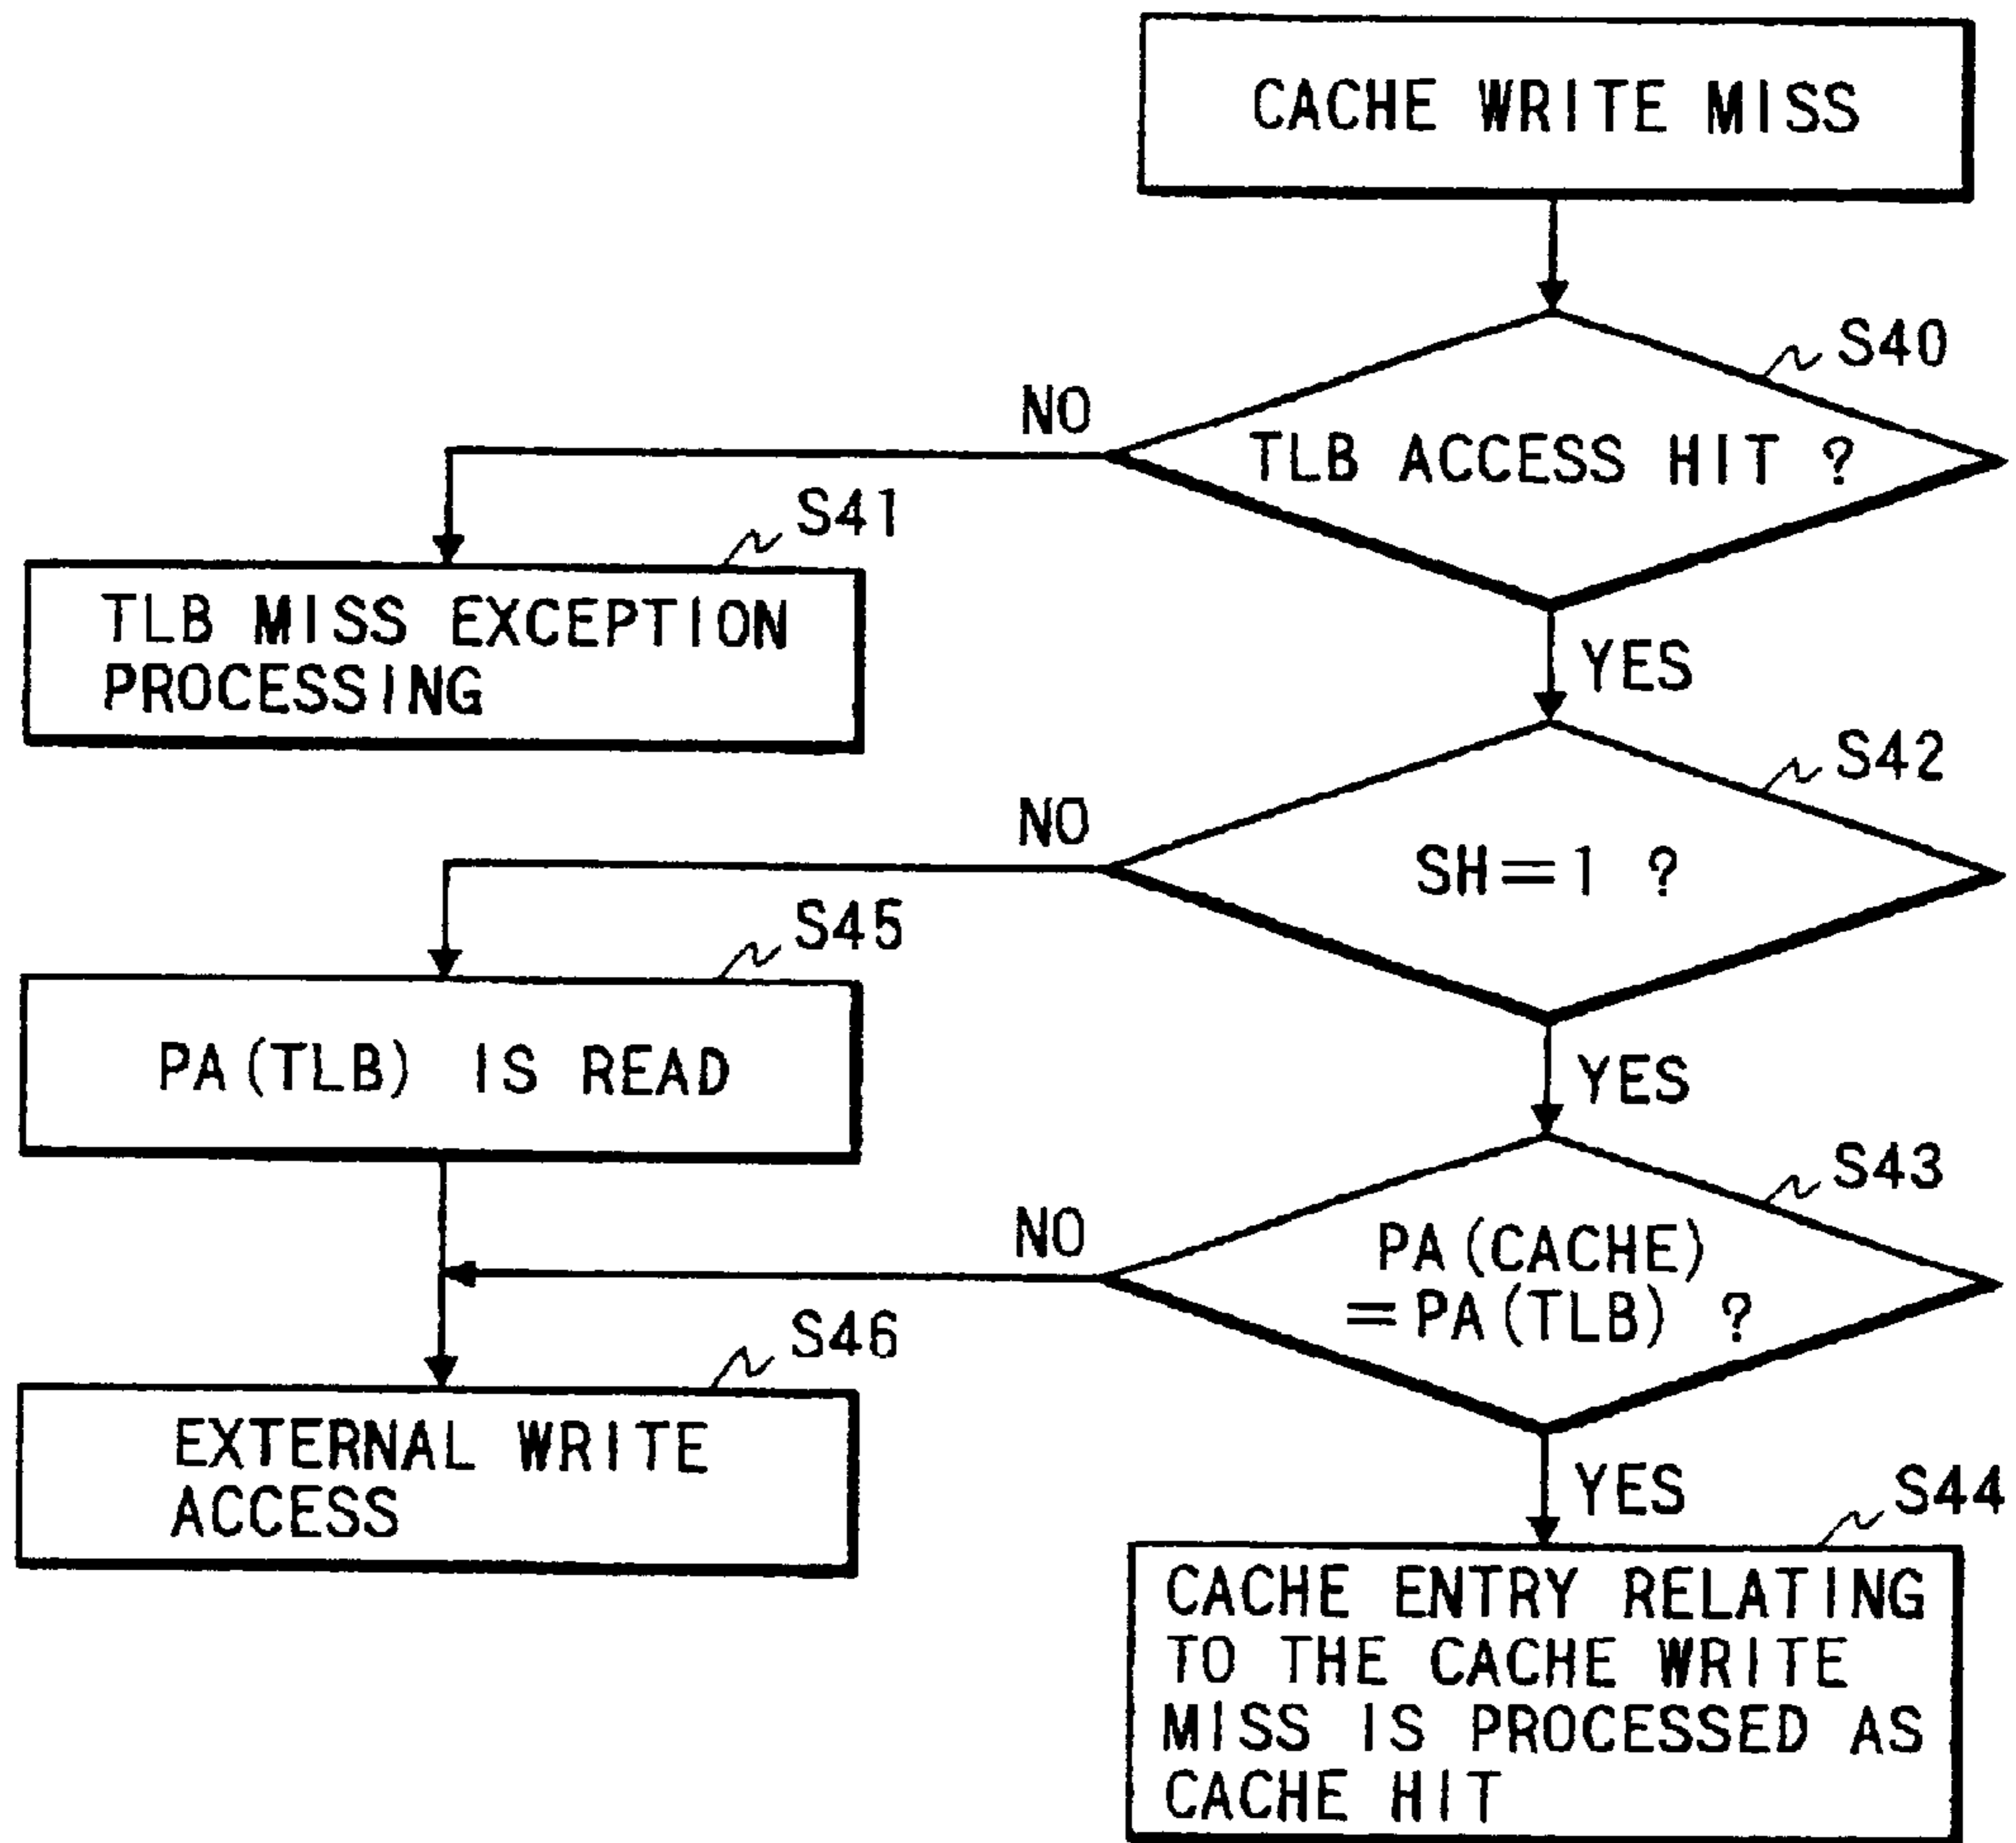 CACHE WRITE MISS
S40
NO
TLB ACCESS HIT ?
S41
TLB MISS EXCEPTION
PROCESSING
YES
S42
NO
SH=1 ?
S45
PA(TLB) IS READ
YES
S43
NO
PA(CACHE)
=PA(TLB) ?
S46
EXTERNAL WRITE
ACCESS
YES
S44
CACHE ENTRY RELATING
TO THE CACHE WRITE
MISS IS PROCESSED AS
CACHE HIT